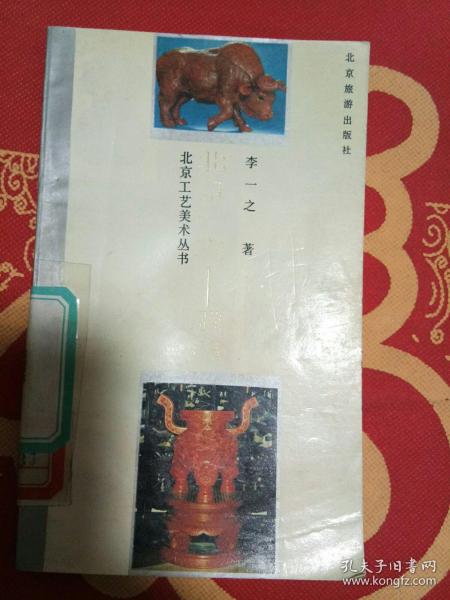 北京旅游出版社
李一之 著
北京工艺美术丛书
孔夫子旧书网
www.kongfz.com